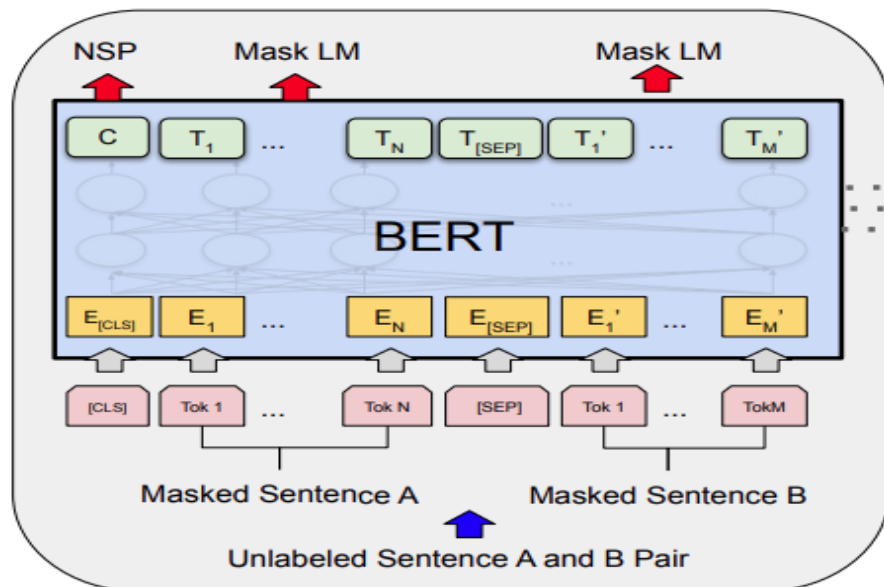 NSP Mask LM Mask LM
C T1 ... TN T[SEP] T1' ... TM'
...
BERT
...
E[CLS] E1 ... EN E[SEP] E1' ... EM'
[CLS] Tok 1 ... Tok N [SEP] Tok 1 ... TokM
Masked Sentence A Masked Sentence B
Unlabeled Sentence A and B Pair